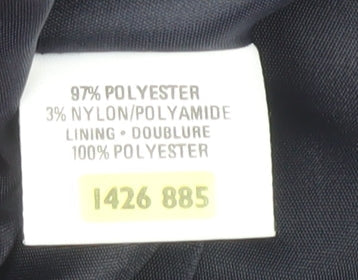 97% POLYESTER
3% NYLON/POLYAMIDE
LINING • DOUBLURE
100% POLYESTER
1426 885